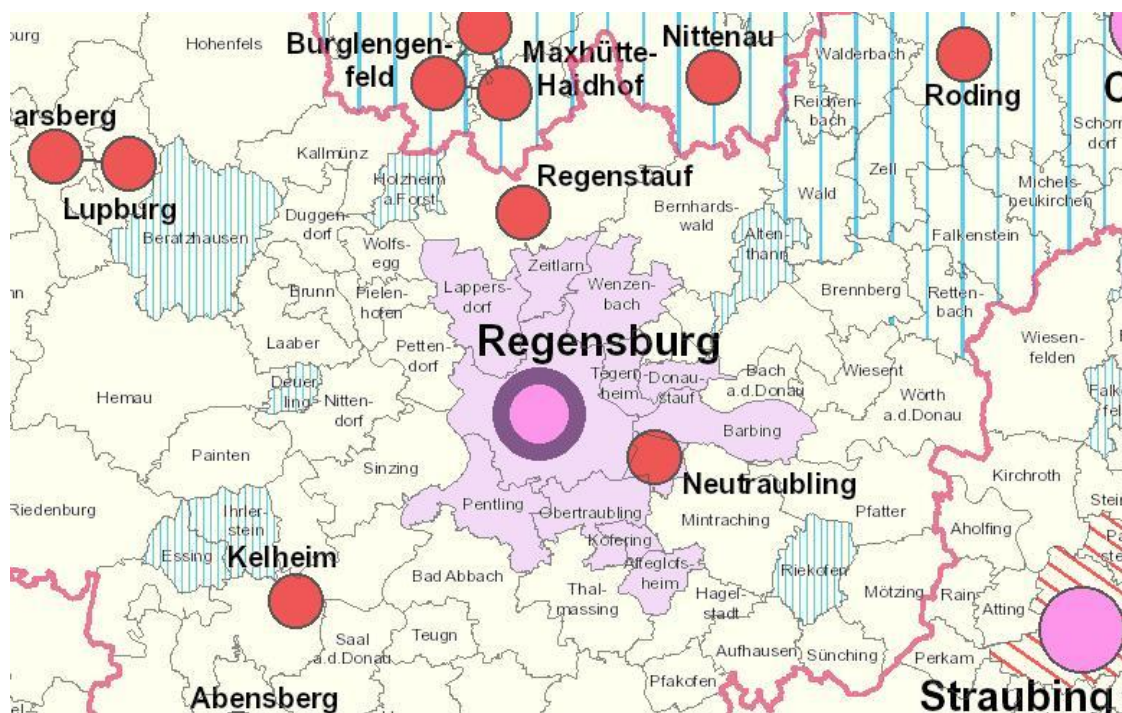 burg
Hohenfels
Burglengen-
feld
Maxhütte-
Haidhof
Nittenau
Walderbach
Roding
C
arsberg
Reichen-
bach
Schorn
dorf
Kallmünz
Lupburg
Holzheim
a.Forst
Regenstauf
Zell
Michels-
neukirchen
Wald
Beratzhausen
Duggen-
dorf
Bernhards-
wald
Alten-
thann
Falkenstein
Wolfs-
egg
Zeitlarn
Lappers-
dorf
Wenzen-
bach
Brunn
Pielen-
hofen
Brennberg
Retten-
bach
Laaber
Petten-
dorf
Regensburg
Wiesen-
felden
Hemau
Deuer-
ling
Nitten-
dorf
Tegern-
heim
Donau-
stauf
Bach
a.d.Donau
Wiesent
Wörth
a.d.Donau
Falke
fel
Barbing
Painten
Sinzing
Neutraubling
Kirchroth
Riedenburg
Ihrler-
stein
Pentling
Obertraubling
Mintraching
Pfatter
Aholfing
Stein
Essing
Kelheim
Köfering
Alteglofs-
heim
Riekofen
Bad Abbach
Thal-
massing
Hagel-
stadt
Mötzing
Rain
Atting
Saal
a.d.Donau
Teugn
Aufhausen
Sünching
Perkam
Pfakofen
Abensberg
Straubing